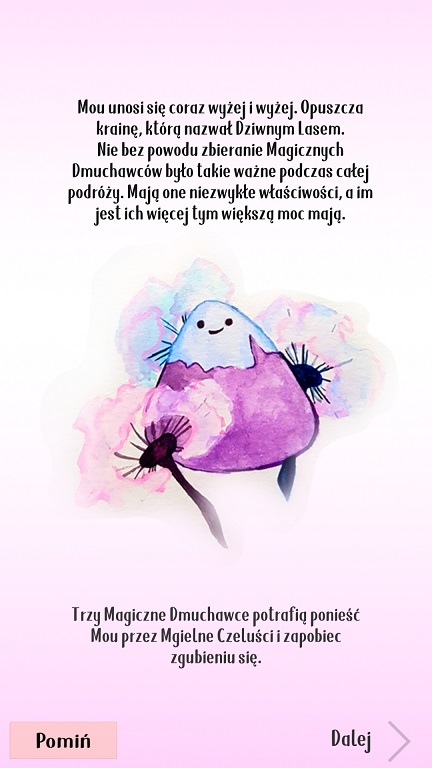 Mou unosi się coraz wyżej i wyżej. Opuszcza
krainę, którą nazwał Dziwnym Lasem.
Nie bez powodu zbieranie Magicznych
Dmuchawców było takie ważne podczas całej
podróży. Mają one niezwykłe właściwości, a im
jest ich więcej tym większą moc mają.
Trzy Magiczne Dmuchawce potrafią ponieść
Mou przez Mgielne Czeluści i zapobiec
zgubieniu się.
Pomiń
Dalej